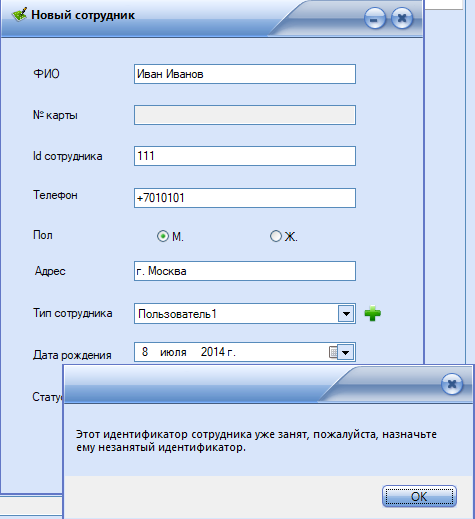 Новый сотрудник
ФИО Иван Иванов
№ карты
Id сотрудника 111
Телефон +7010101
Пол М. Ж.
Адрес г. Москва
Тип сотрудника Пользователь1
Дата рождения 8 июля 2014 г.
Статус
Этот идентификатор сотрудника уже занят, пожалуйста, назначьте
ему незанятый идентификатор.
OK